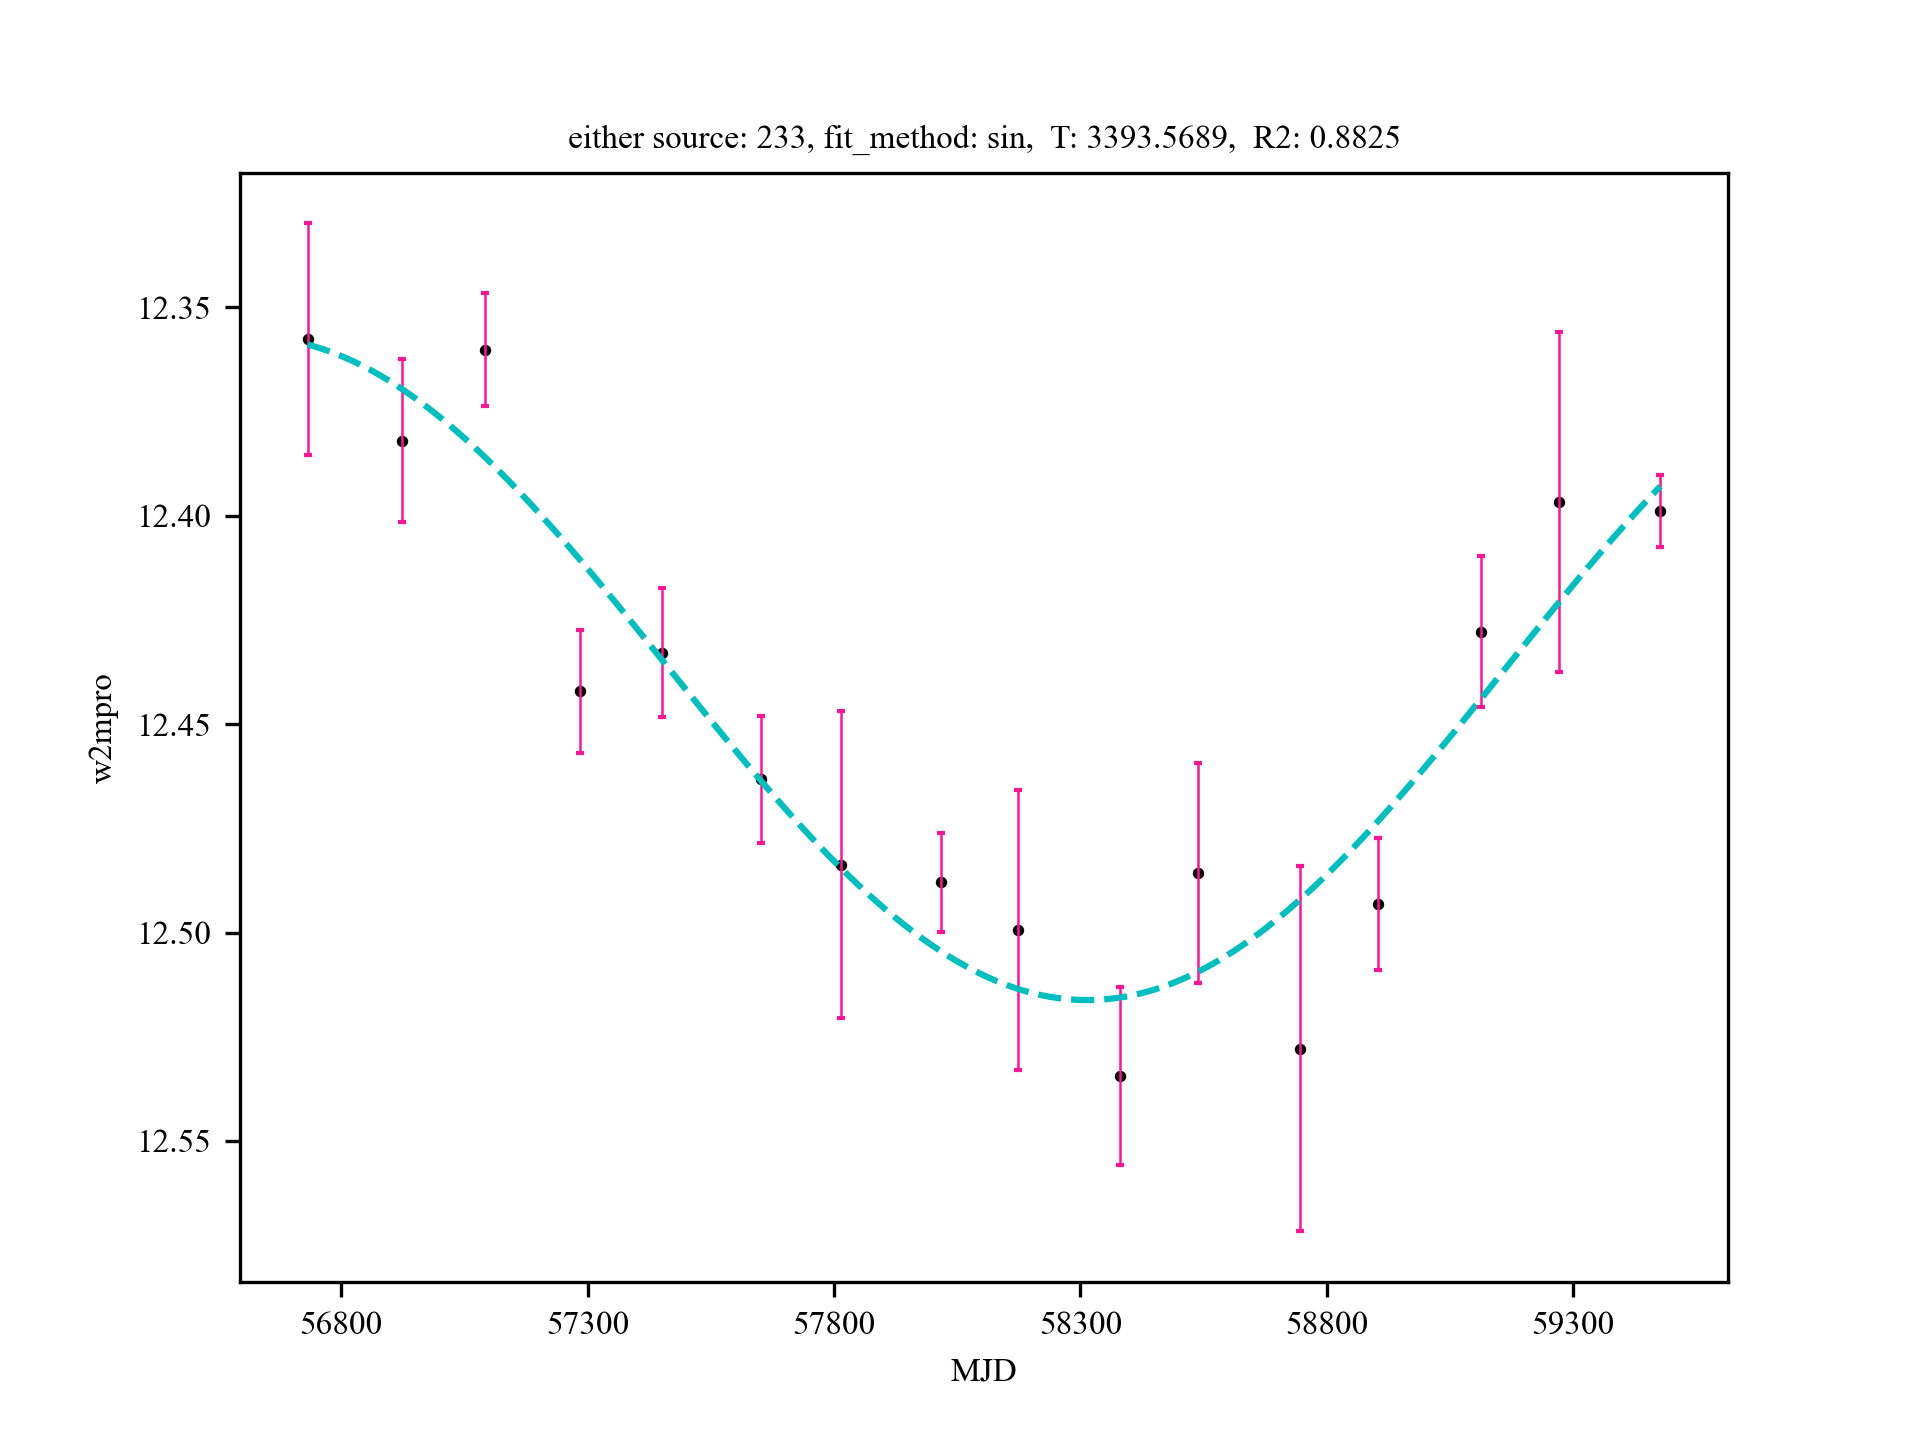 either source: 233, fit_method: sin,  T: 3393.5689,  R2: 0.8825
12.35
12.40
12.45
12.50
12.55
w2mpro
56800 57300 57800 58300 58800 59300
MJD